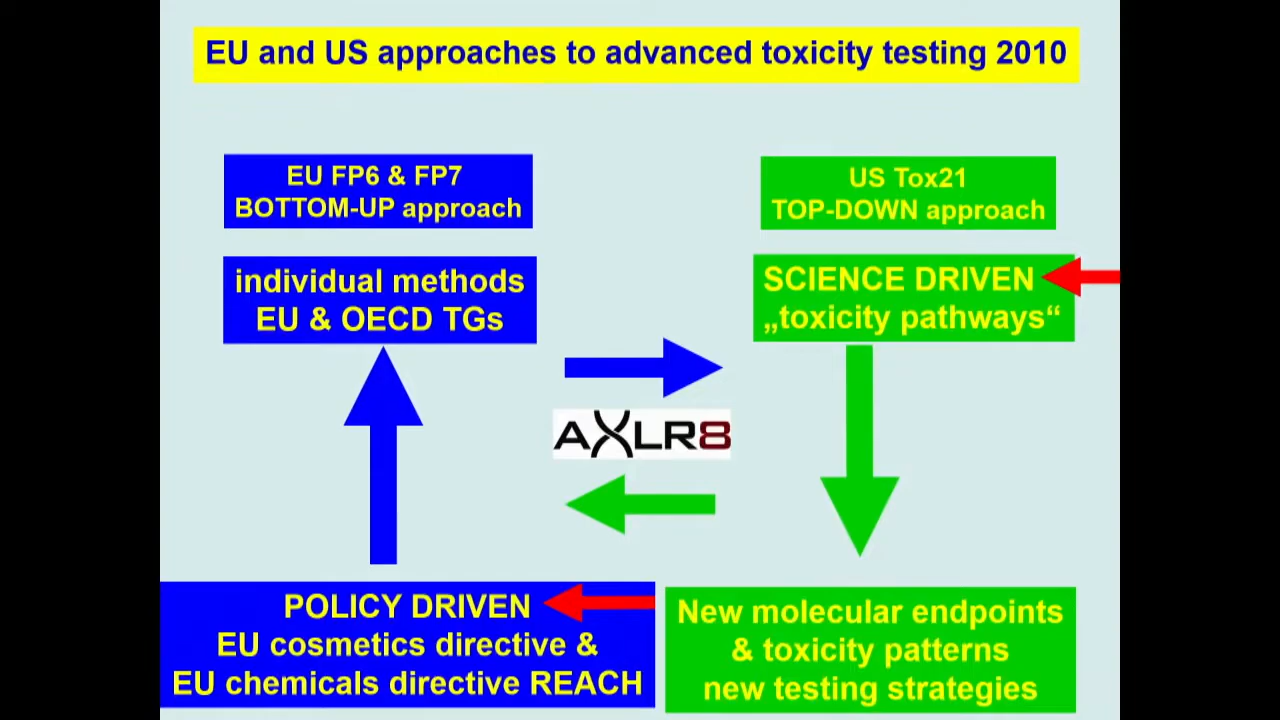 EU and US approaches to advanced toxicity testing 2010
EU FP6 & FP7
BOTTOM-UP approach
individual methods
EU & OECD TGs
US Tox21
TOP-DOWN approach
SCIENCE DRIVEN
„toxicity pathways“
AXLR8
POLICY DRIVEN
EU cosmetics directive &
EU chemicals directive REACH
New molecular endpoints
& toxicity patterns
new testing strategies